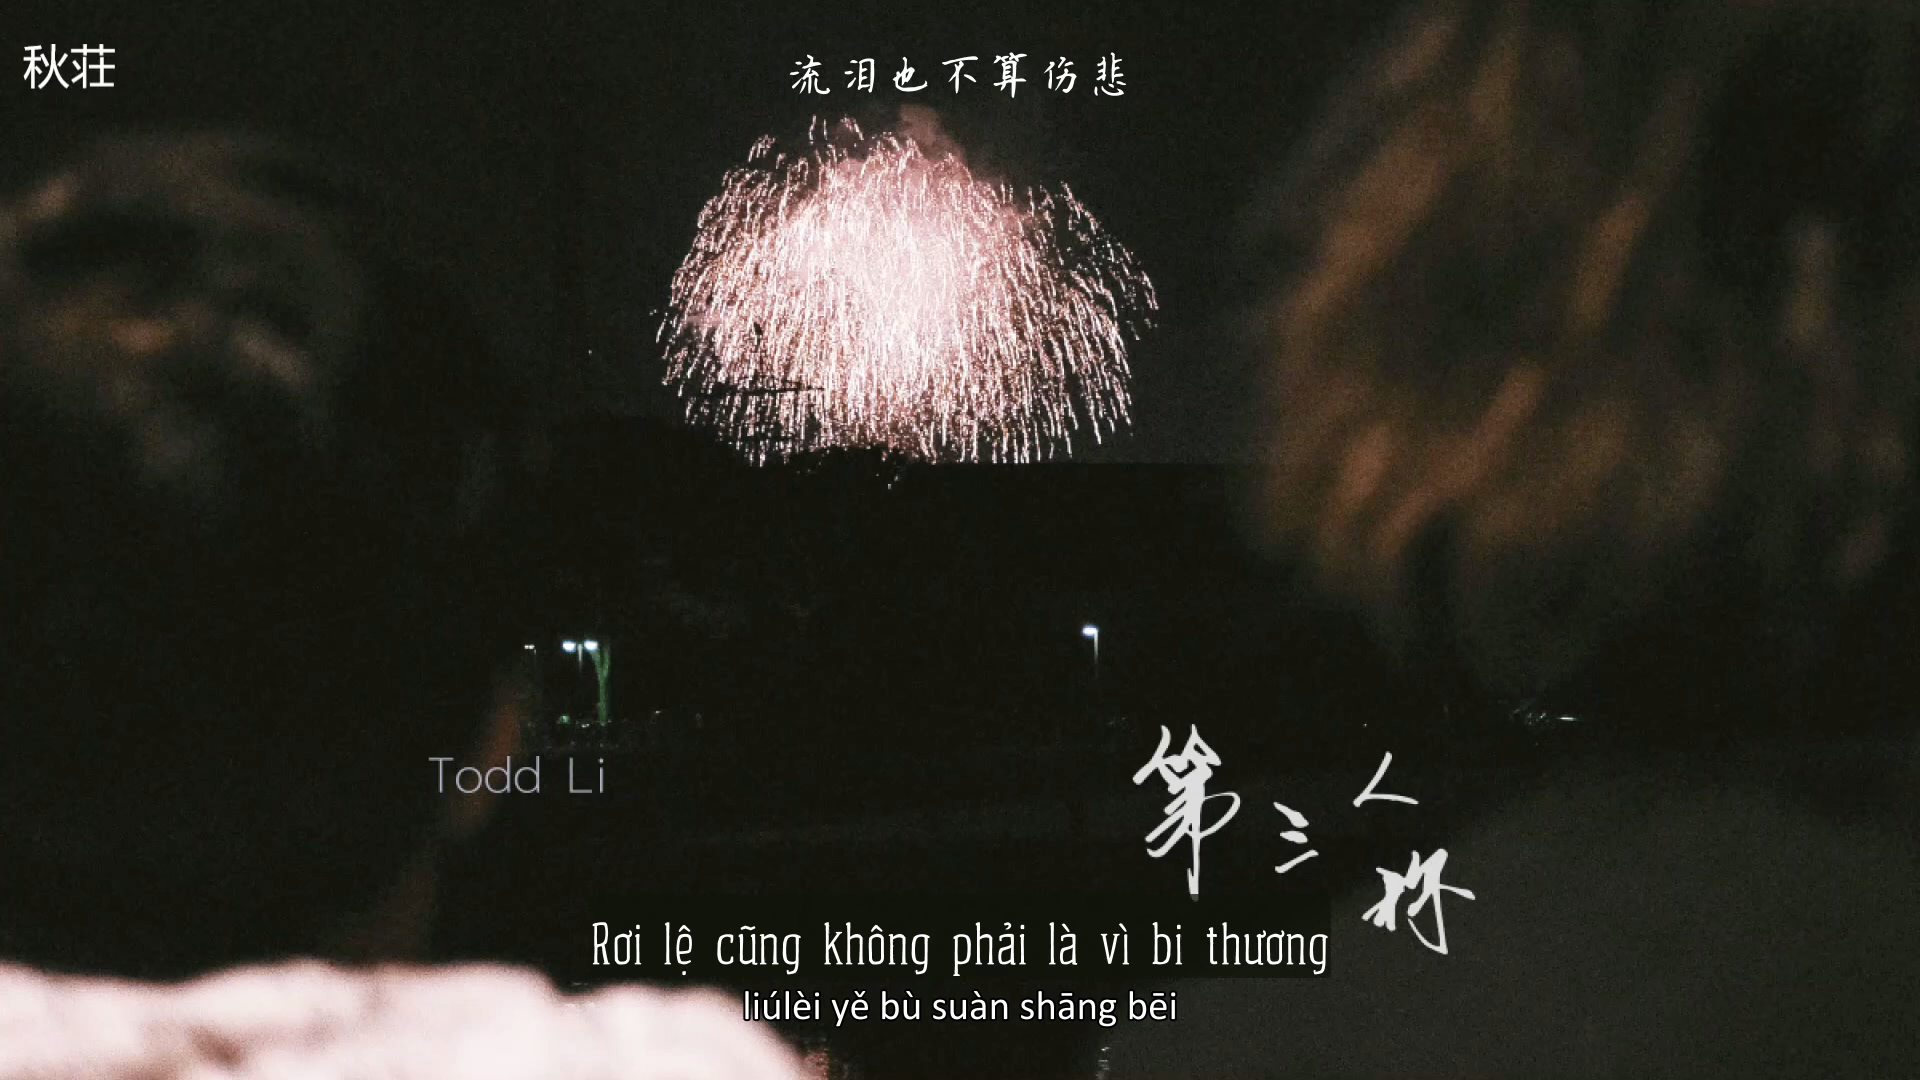 秋荘
流泪也不算伤悲
Todd Li
第三人称
Rơi lệ cũng không phải là vì bi thương
liúlèi yě bù suàn shāng bēi